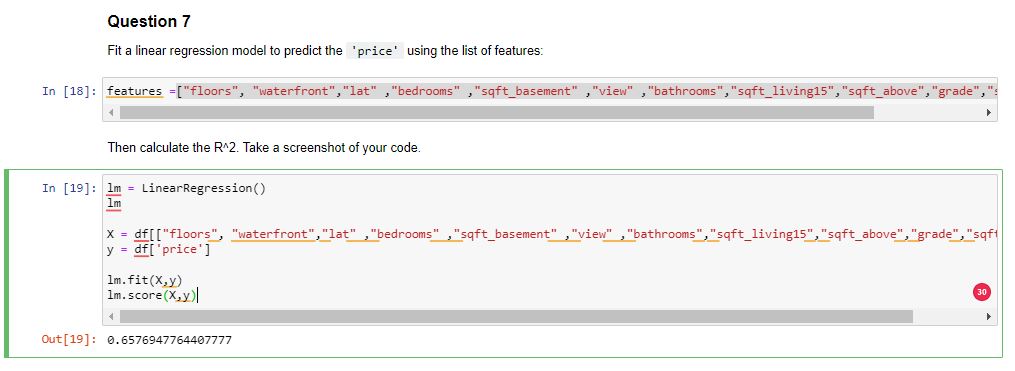 Question 7
Fit a linear regression model to predict the 'price' using the list of features:
In [18]: features =["floors", "waterfront","lat" ,"bedrooms" ,"sqft_basement" ,"view" ,"bathrooms","sqft_living15","sqft_above","grade","s
Then calculate the R^2. Take a screenshot of your code.
In [19]: lm = LinearRegression()
lm
X = df[["floors", "waterfront","lat" ,"bedrooms" ,"sqft_basement" ,"view" ,"bathrooms","sqft_living15","sqft_above","grade","sqft
y = df['price']
lm.fit(X,y)
lm.score(X,y)
30
Out[19]: 0.6576947764407777